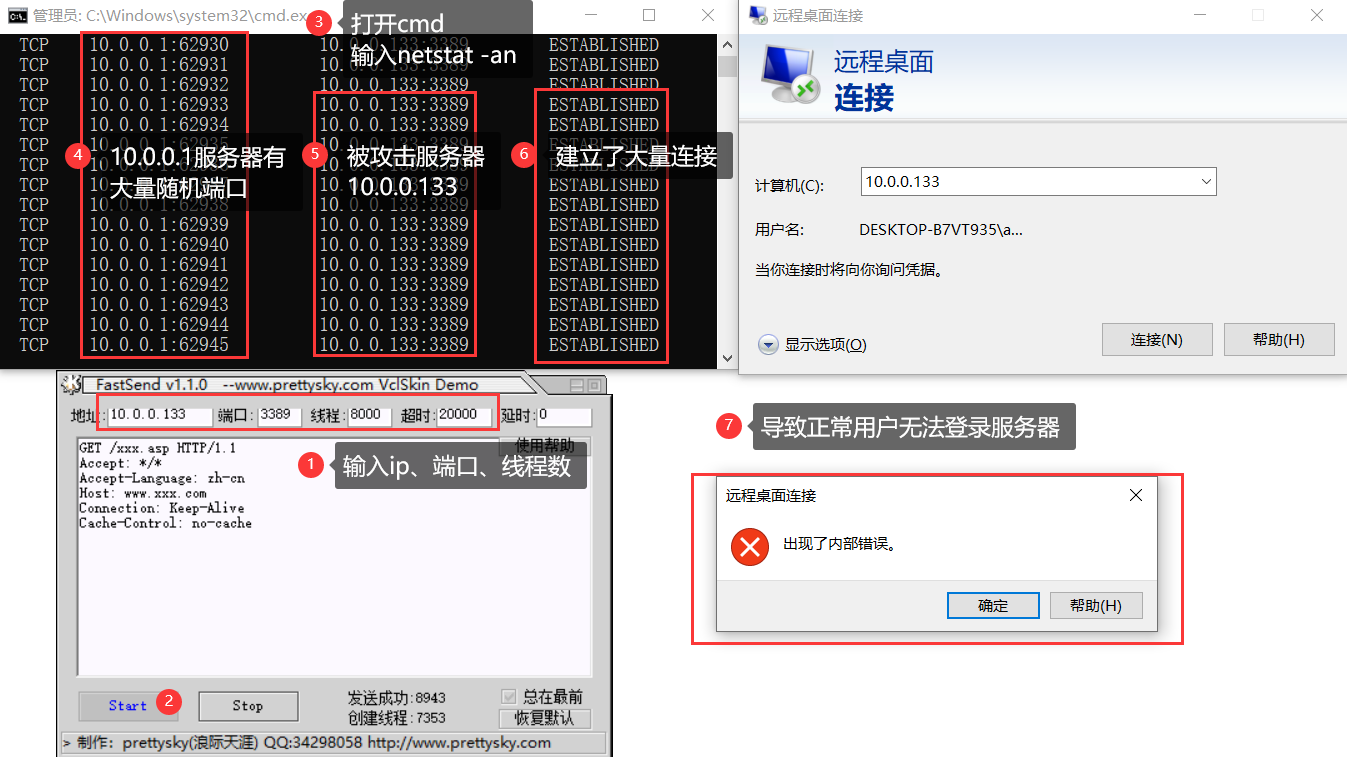 管理员: C:\Windows\system32\cmd.ex
3
打开cmd
输入netstat -an
TCP 10.0.0.1:62930 10. 133:3389 ESTABLISHED
TCP 10.0.0.1:62931 10. ESTABLISHED
TCP 10.0.0.1:62932 10.0.0.133:3389 ESTABLISHED
TCP 10.0.0.1:62933 10.0.0.133:3389 ESTABLISHED
TCP 10.0.0.1:62934 10.0.0.133:3389 ESTABLISHED
TCP 10.0.0.1:62935
4
10.0.0.1服务器有
大量随机端口
5
被攻击服务器
10.0.0.133
6
建立了大量连接
TCP ESTABLISHED
TCP ESTABLISHED
TCP 10.0.0.1:62938 10.0.0.133:3389 ESTABLISHED
TCP 10.0.0.1:62939 10.0.0.133:3389 ESTABLISHED
TCP 10.0.0.1:62940 10.0.0.133:3389 ESTABLISHED
TCP 10.0.0.1:62941 10.0.0.133:3389 ESTABLISHED
TCP 10.0.0.1:62942 10.0.0.133:3389 ESTABLISHED
TCP 10.0.0.1:62943 10.0.0.133:3389 ESTABLISHED
TCP 10.0.0.1:62944 10.0.0.133:3389 ESTABLISHED
TCP 10.0.0.1:62945 10.0.0.133:3389 ESTABLISHED
远程桌面连接
远程桌面
连接
计算机(C): 10.0.0.133
用户名: DESKTOP-B7VT935\a...
当你连接时将向你询问凭据。
显示选项(O) 连接(N) 帮助(H)
FastSend v1.1.0 --www.prettysky.com VclSkin Demo
地址: 10.0.0.133 端口: 3389 线程: 8000 超时: 20000 延时: 0
GET /xxx.asp HTTP/1.1
Accept: */*
Accept-Language: zh-cn
Host: www.xxx.com
Connection: Keep-Alive
Cache-Control: no-cache
使用帮助
1
输入ip、端口、线程数
Start
2
Stop
发送成功:8943
创建线程:7353
总在最前
恢复默认
> 制作：prettysky(浪际天涯) QQ:34298058 http://www.prettysky.com
7
导致正常用户无法登录服务器
远程桌面连接
出现了内部错误。
确定 帮助(H)